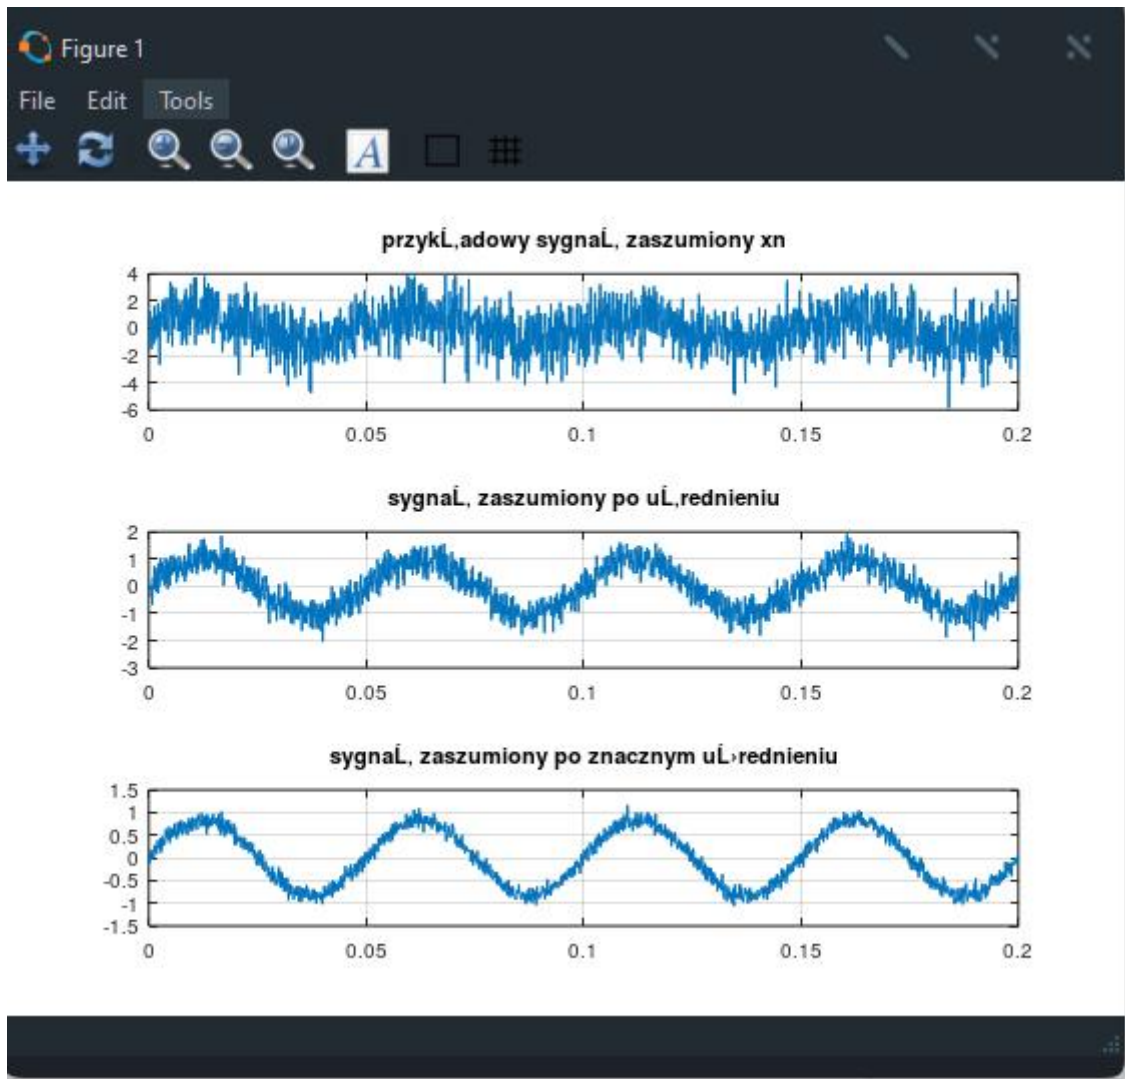 Figure 1
File Edit Tools
A
przykĹ‚adowy sygnaĹ‚ zaszumiony xn
4
2
0
-2
-4
-6
0 0.05 0.1 0.15 0.2
sygnaĹ‚ zaszumiony po uĹ‚rednieniu
2
1
0
-1
-2
-3
0 0.05 0.1 0.15 0.2
sygnaĹ‚ zaszumiony po znacznym uĹ›rednieniu
1.5
1
0.5
0
-0.5
-1
-1.5
0 0.05 0.1 0.15 0.2